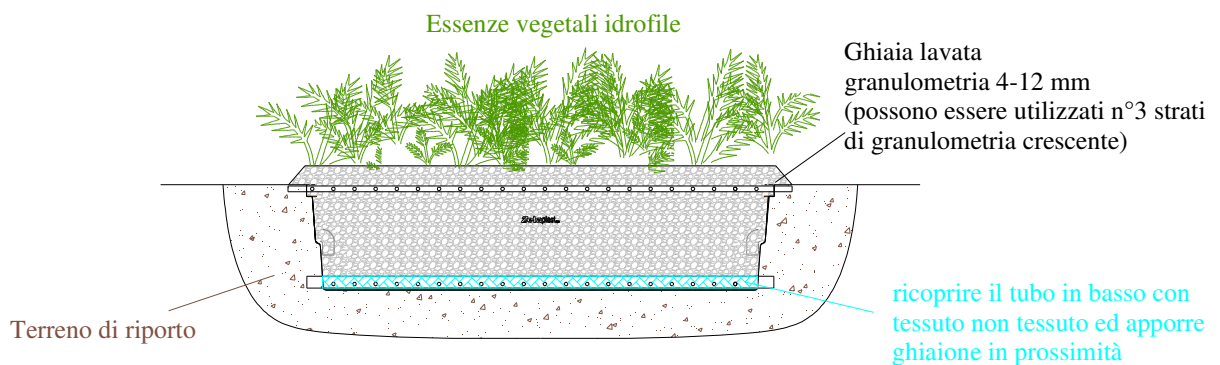 Essenze vegetali idrofile
Ghiaia lavata
granulometria 4-12 mm
(possono essere utilizzati n°3 strati
di granulometria crescente)
Terreno di riporto
ricoprire il tubo in basso con
tessuto non tessuto ed apporre
ghiaione in prossimità